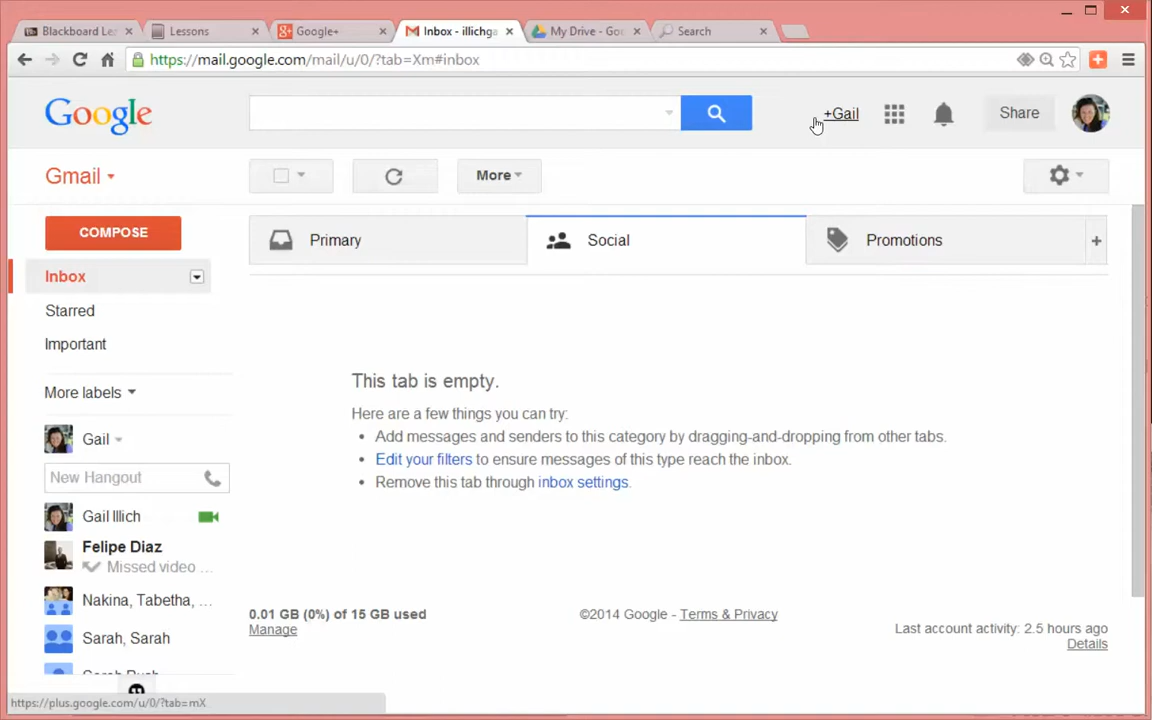 Blackboard Le
Lessons
Google+
Inbox - illichga
My Drive - Goo
Search
https://mail.google.com/mail/u/0/?tab=Xm#inbox
Google
+Gail
Share
Gmail
More
COMPOSE
Primary
Social
Promotions
+
Inbox
Starred
Important
More labels
This tab is empty.
Here are a few things you can try:
• Add messages and senders to this category by dragging-and-dropping from other tabs.
• Edit your filters to ensure messages of this type reach the inbox.
• Remove this tab through inbox settings.
Gail
New Hangout
Gail Illich
Felipe Diaz
Missed video ...
Nakina, Tabetha, ...
Sarah, Sarah
0.01 GB (0%) of 15 GB used
Manage
©2014 Google - Terms & Privacy
Last account activity: 2.5 hours ago
Details
https://plus.google.com/u/0/?tab=mX